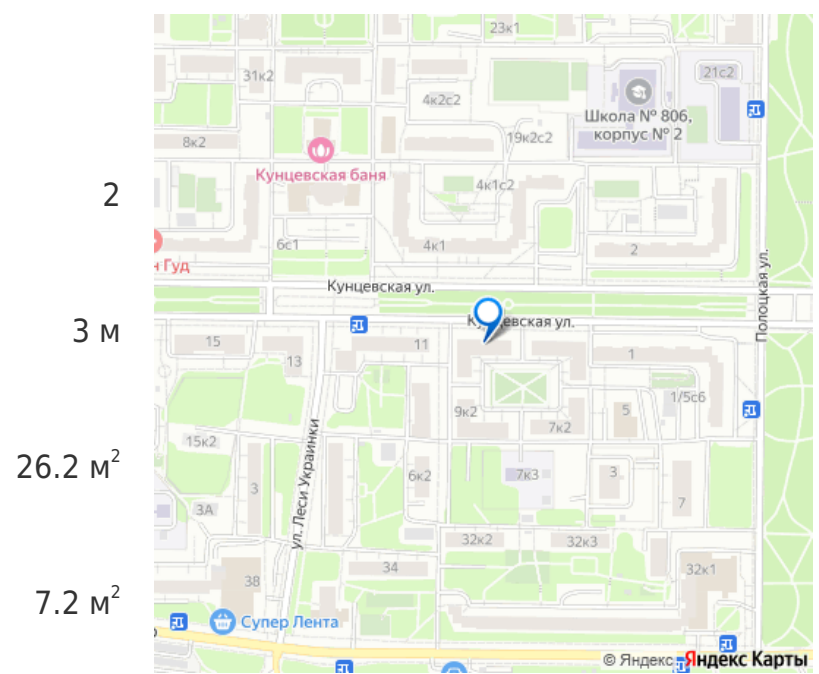 2
3 м
26.2 м²
7.2 м²
23к1
31к2
4к2с2
21с2
Школа № 806,
корпус № 2
8к2
19к2с2
Кунцевская баня
4к1с2
6с1
4к1
2
н Гуд
Кунцевская ул.
Полоцкая ул.
Кунцевская ул.
15
13
11
1
1/5с6
9к2
5
7к2
15к2
ул. Леси Украинки
3
6к2
7к3
3
7
3А
32к2
32к3
38
34
32к1
Супер Лента
© Яндекс
Яндекс Карты